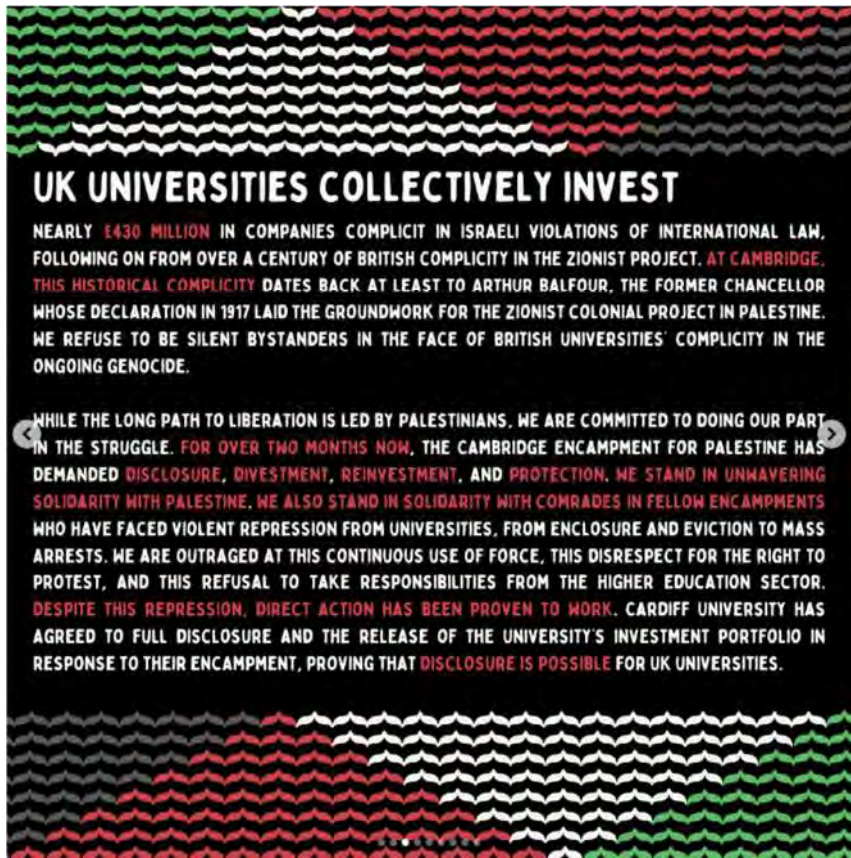 UK UNIVERSITIES COLLECTIVELY INVEST
NEARLY £430 MILLION IN COMPANIES COMPLICIT IN ISRAELI VIOLATIONS OF INTERNATIONAL LAW,
FOLLOWING ON FROM OVER A CENTURY OF BRITISH COMPLICITY IN THE ZIONIST PROJECT. AT CAMBRIDGE,
THIS HISTORICAL COMPLICITY DATES BACK AT LEAST TO ARTHUR BALFOUR, THE FORMER CHANCELLOR
WHOSE DECLARATION IN 1917 LAID THE GROUNDWORK FOR THE ZIONIST COLONIAL PROJECT IN PALESTINE.
WE REFUSE TO BE SILENT BYSTANDERS IN THE FACE OF BRITISH UNIVERSITIES' COMPLICITY IN THE
ONGOING GENOCIDE.
WHILE THE LONG PATH TO LIBERATION IS LED BY PALESTINIANS, WE ARE COMMITTED TO DOING OUR PART
IN THE STRUGGLE. FOR OVER TWO MONTHS NOW, THE CAMBRIDGE ENCAMPMENT FOR PALESTINE HAS
DEMANDED DISCLOSURE, DIVESTMENT, REINVESTMENT, AND PROTECTION. WE STAND IN UNWAVERING
SOLIDARITY WITH PALESTINE. WE ALSO STAND IN SOLIDARITY WITH COMRADES IN FELLOW ENCAMPMENTS
WHO HAVE FACED VIOLENT REPRESSION FROM UNIVERSITIES, FROM ENCLOSURE AND EVICTION TO MASS
ARRESTS. WE ARE OUTRAGED AT THIS CONTINUOUS USE OF FORCE, THIS DISRESPECT FOR THE RIGHT TO
PROTEST, AND THIS REFUSAL TO TAKE RESPONSIBILITIES FROM THE HIGHER EDUCATION SECTOR.
DESPITE THIS REPRESSION, DIRECT ACTION HAS BEEN PROVEN TO WORK. CARDIFF UNIVERSITY HAS
AGREED TO FULL DISCLOSURE AND THE RELEASE OF THE UNIVERSITY'S INVESTMENT PORTFOLIO IN
RESPONSE TO THEIR ENCAMPMENT, PROVING THAT DISCLOSURE IS POSSIBLE FOR UK UNIVERSITIES.